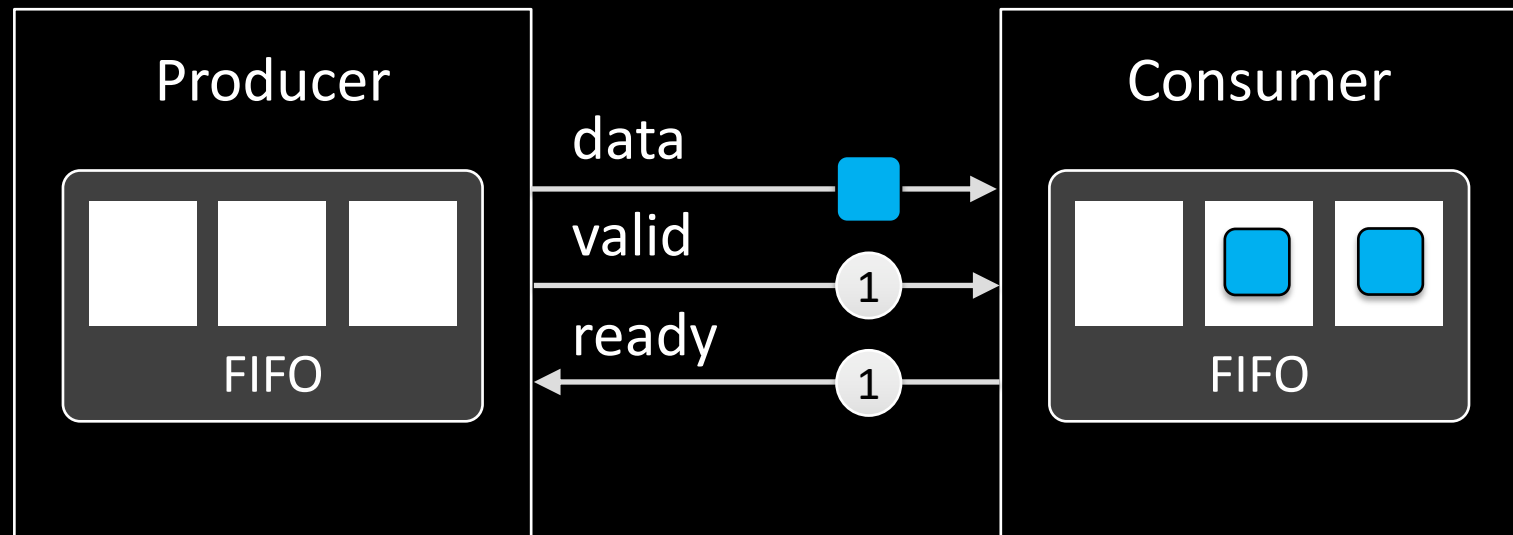 Producer
Consumer
data
valid
1
ready
1
FIFO
FIFO